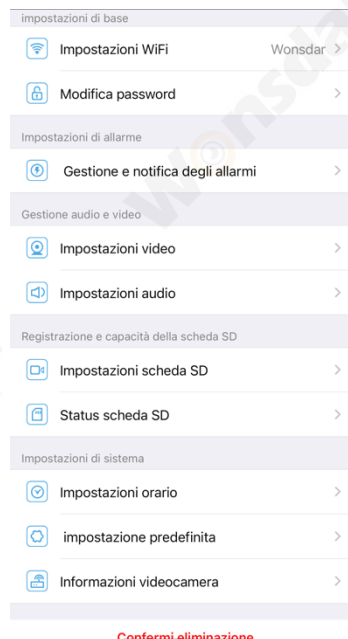 impostazioni di base
Impostazioni WiFi Wonsdar
Modifica password
Impostazioni di allarme
Gestione e notifica degli allarmi
Gestione audio e video
Impostazioni video
Impostazioni audio
Registrazione e capacità della scheda SD
Impostazioni scheda SD
Status scheda SD
Impostazioni di sistema
Impostazioni orario
impostazione predefinita
Informazioni videocamera
Confermi eliminazione
wonsdar